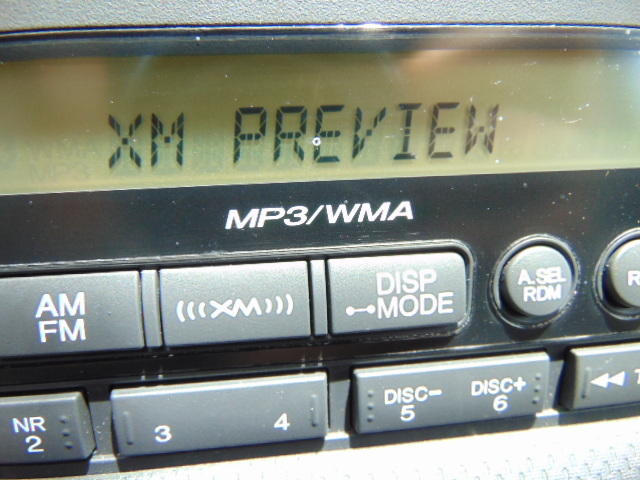 XM PREVIEW
MP3/WMA
AM
FM
(((XM)))
DISP
MODE
A.SEL
RDM
R
NR
2
3
4
DISC-
5
DISC+
6
7